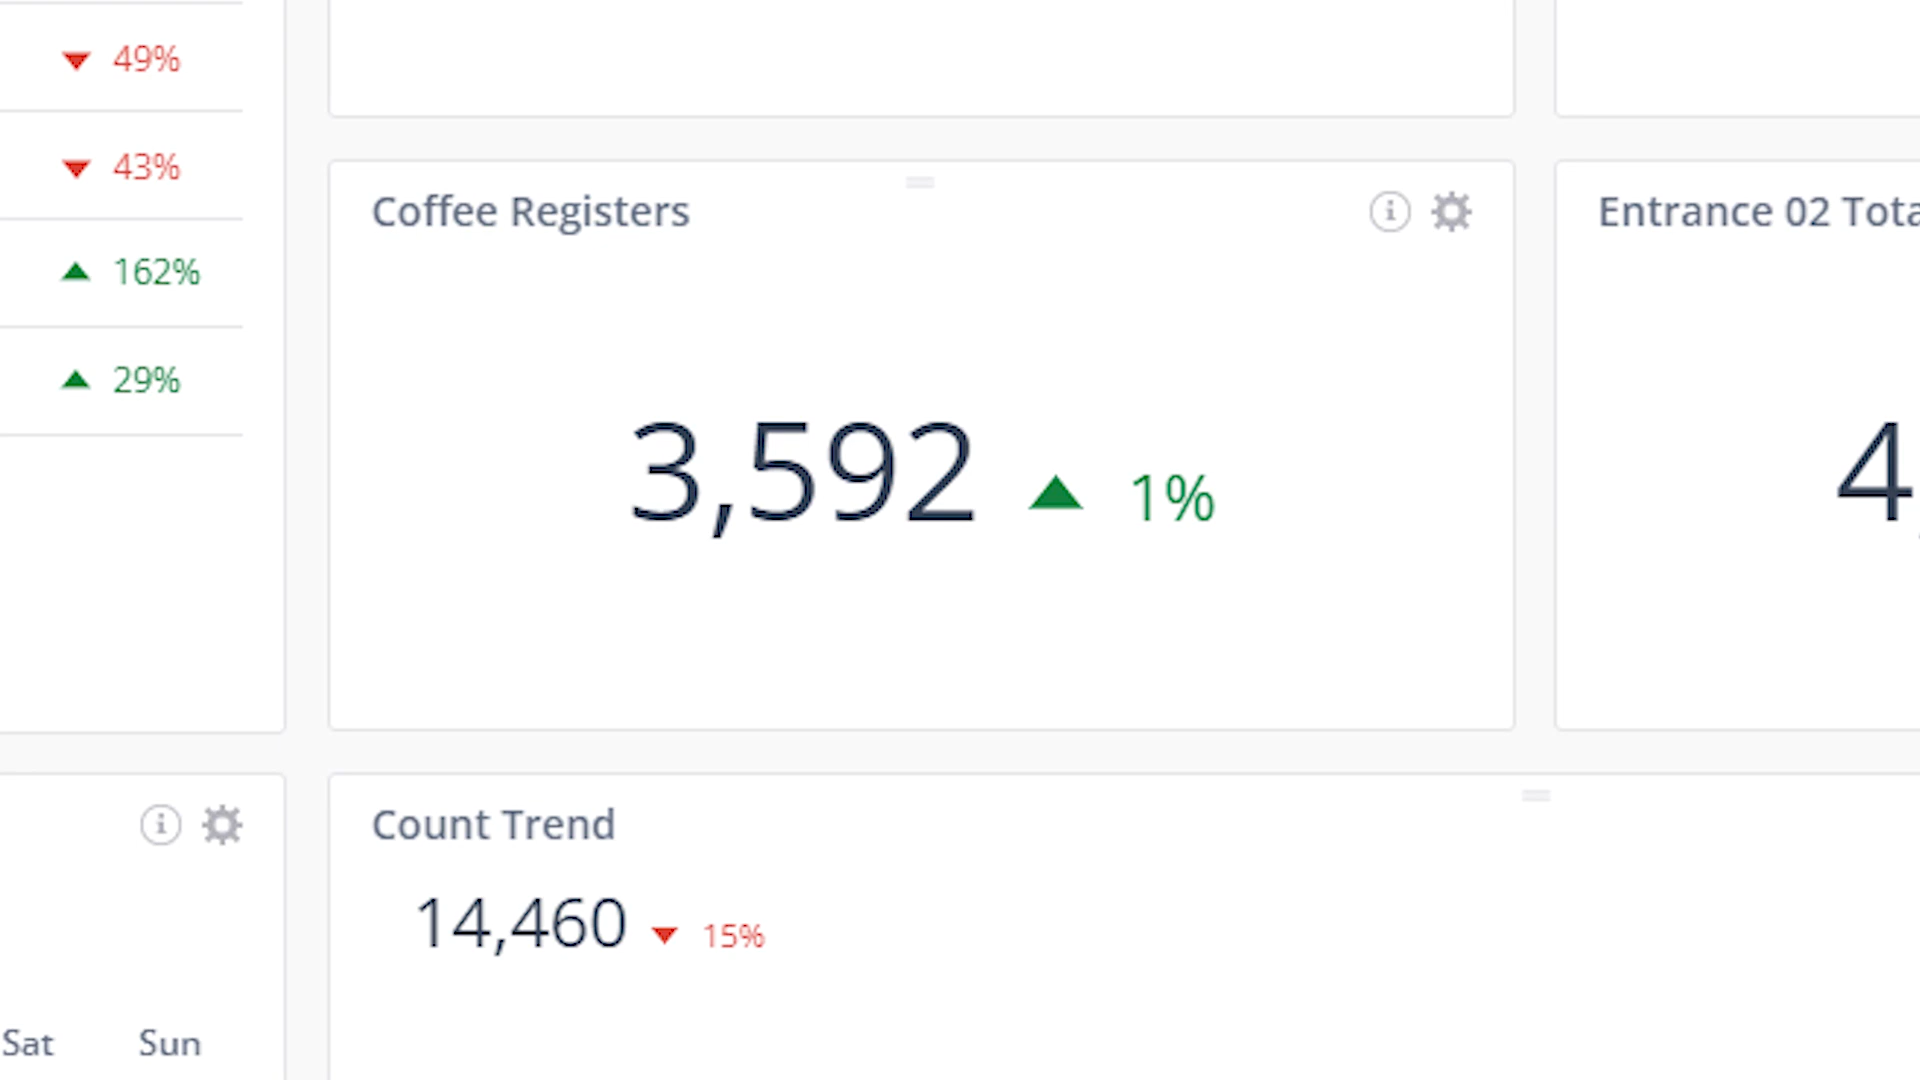 49%
43%
162%
29%
Coffee Registers
3,592 1%
Entrance 02
4
Count Trend
14,460 15%
Sat Sun